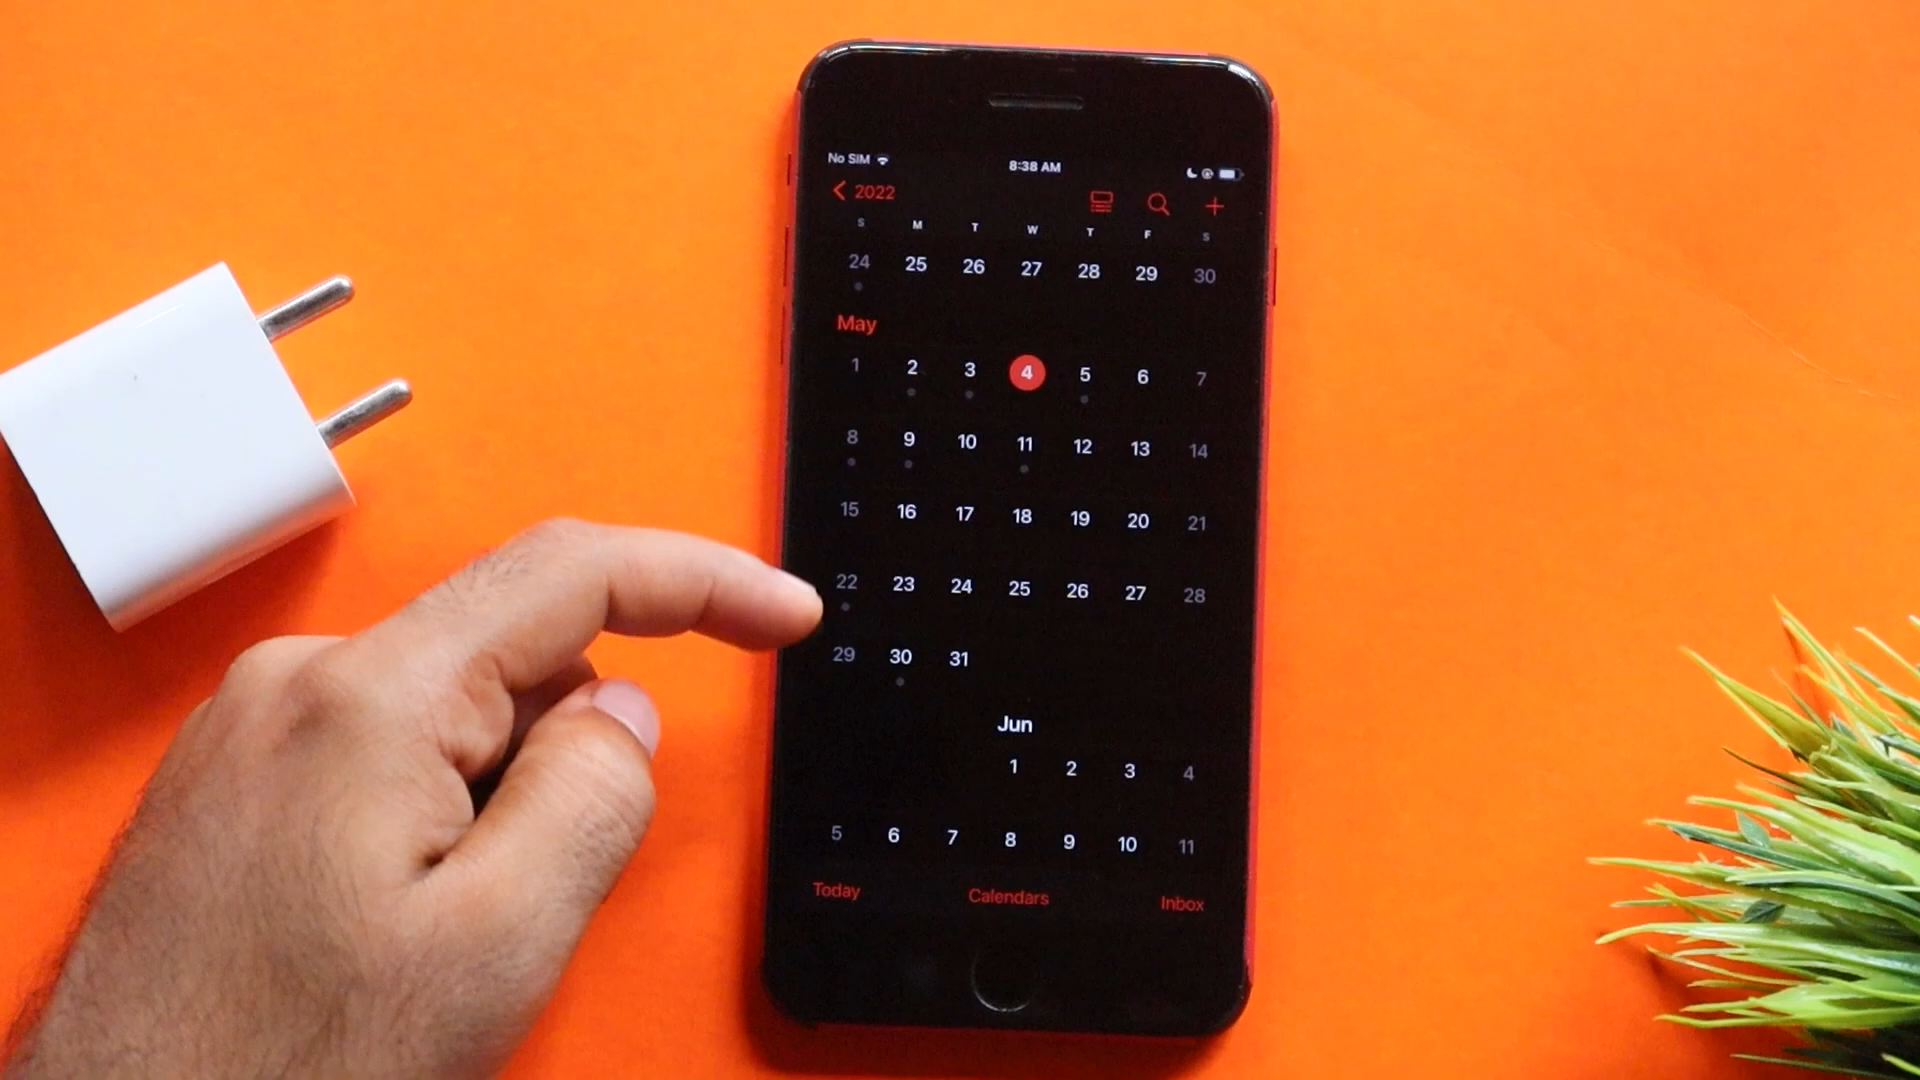 No SIM 8:38 AM
2022
S M T W T F S
24 25 26 27 28 29 30
May
1 2 3 4 5 6 7
8 9 10 11 12 13 14
15 16 17 18 19 20 21
22 23 24 25 26 27 28
29 30 31
Jun
1 2 3 4
5 6 7 8 9 10 11
Today Calendars Inbox